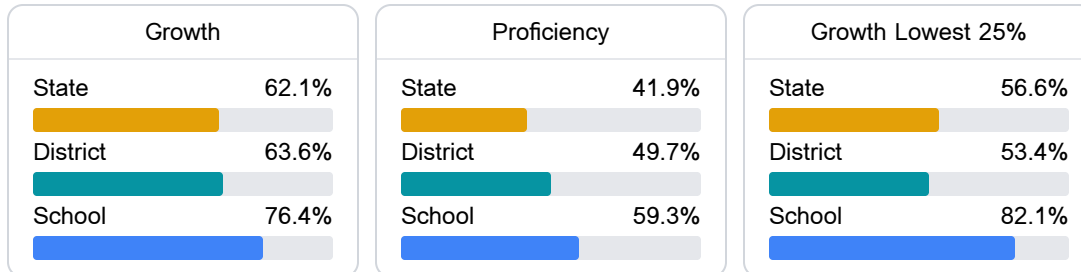 Growth
State 62.1%
District 63.6%
School 76.4%
Proficiency
State 41.9%
District 49.7%
School 59.3%
Growth Lowest 25%
State 56.6%
District 53.4%
School 82.1%